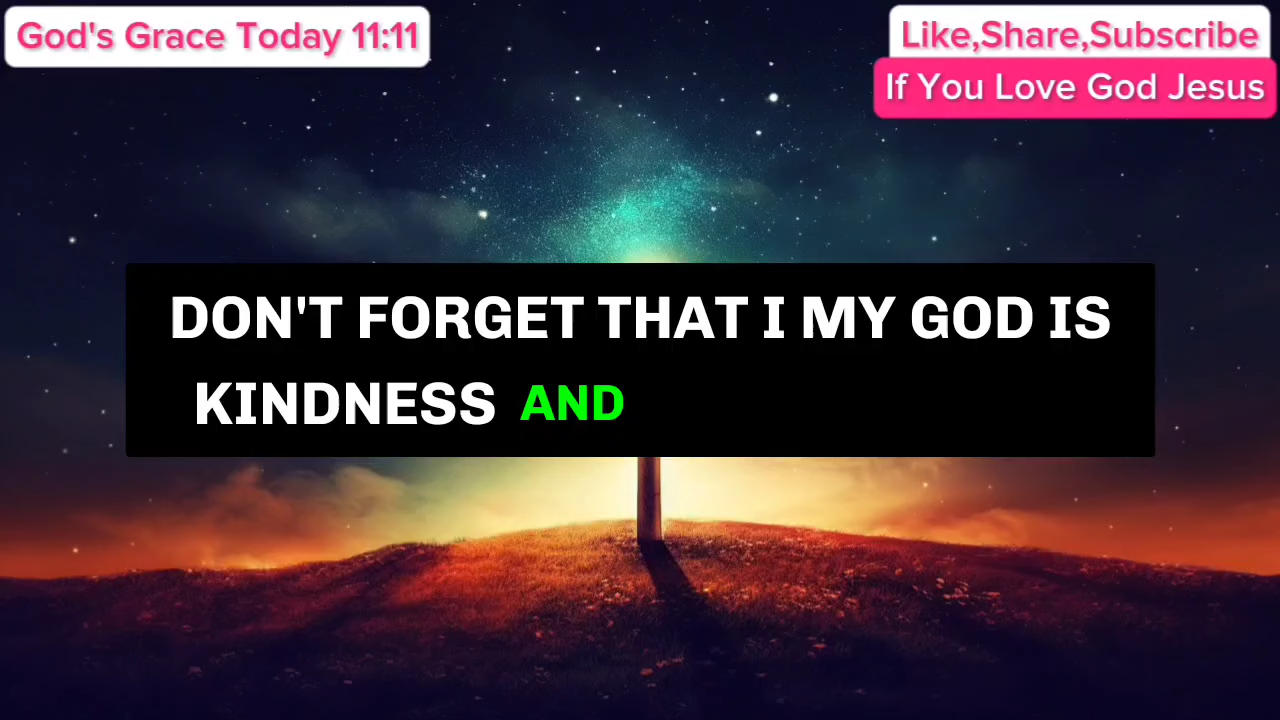 God's Grace Today 11:11
Like,Share,Subscribe
If You Love God Jesus
DON'T FORGET THAT I MY GOD IS
KINDNESS AND